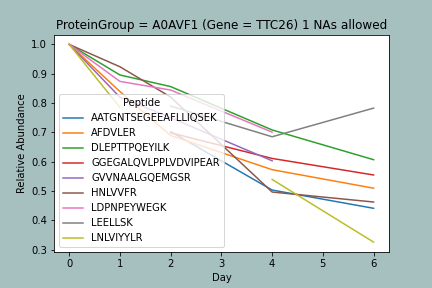 ProteinGroup = A0AVF1 (Gene = TTC26) 1 NAs allowed
1.0
0.9
0.8
0.7
0.6
0.5
0.4
0.3
Relative Abundance
Peptide
AATGNTSEGEEAFLLIQSEK
AFDVLER
DLEPTTPQEYILK
GGEGALQVLPPLVDVIPEAR
GVVNAALGQEMGSR
HNLVVFR
LDPNPEYWEGK
LEELLSK
LNLVIYYLR
0 1 2 3 4 5 6
Day